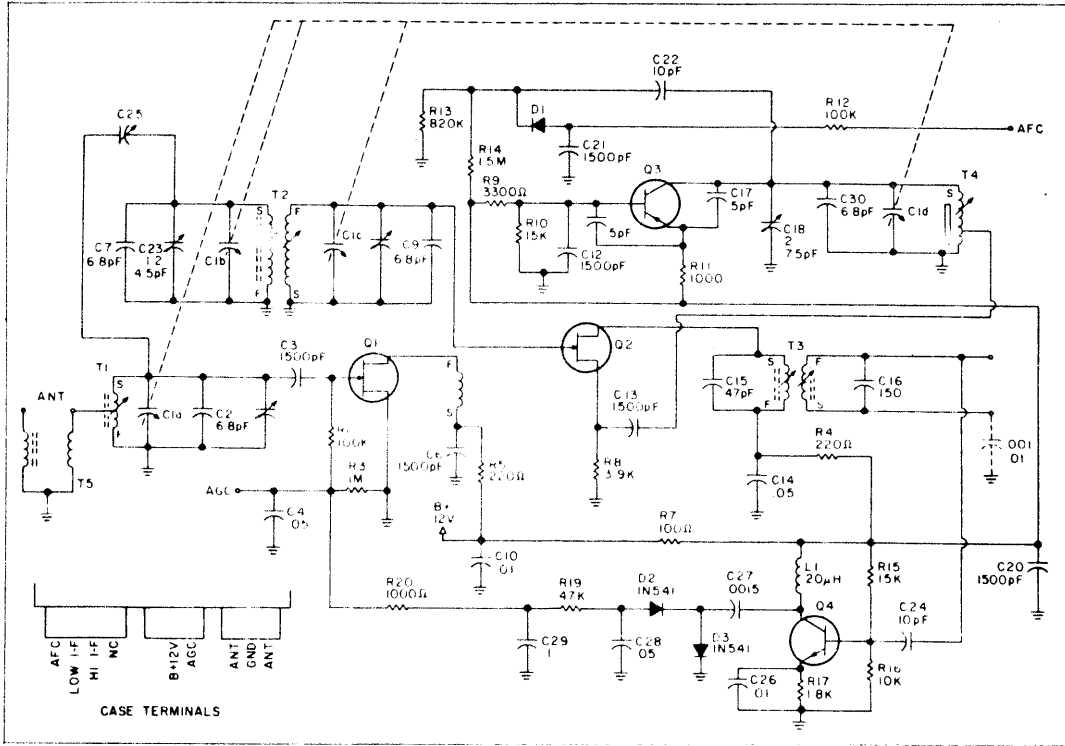 C22
10pF
C25
R13
820K
D1
R12
100K
AFC
C21
1500pF
R14
1.5M
R9
3300Ω
Q3
T4
T2
C17
5pF
C30
6.8pF
C1d
C7
6.8pF
C23
1.2
4.5pF
C1b
C1c
C9
6.8pF
R10
15K
5pF
C12
1500pF
C18
2
7.5pF
R11
1000
S
F
F
S
S
C3
1500pF
Q1
Q2
T3
T1
ANT
S
F
C1a
C2
6.8pF
F
S
C13
1500pF
C15
47pF
S
F
F
S
C16
150
T5
100K
C6
1500pF
R3
1M
R5
220Ω
R8
3.9K
R4
220Ω
.001
.01
AGC
C4
.05
C14
.05
B+
12V
R7
100Ω
C10
.01
L1
20μH
R15
15K
C20
1500pF
R20
1000Ω
R19
47K
D2
1N541
C27
.0015
Q4
C24
10pF
C29
.1
C28
.05
D3
1N541
C26
.01
R17
1.8K
R16
10K
AFC
LOW I-F
HI I-F
NC
B+12V
AGC
ANT
GND
ANT
CASE TERMINALS